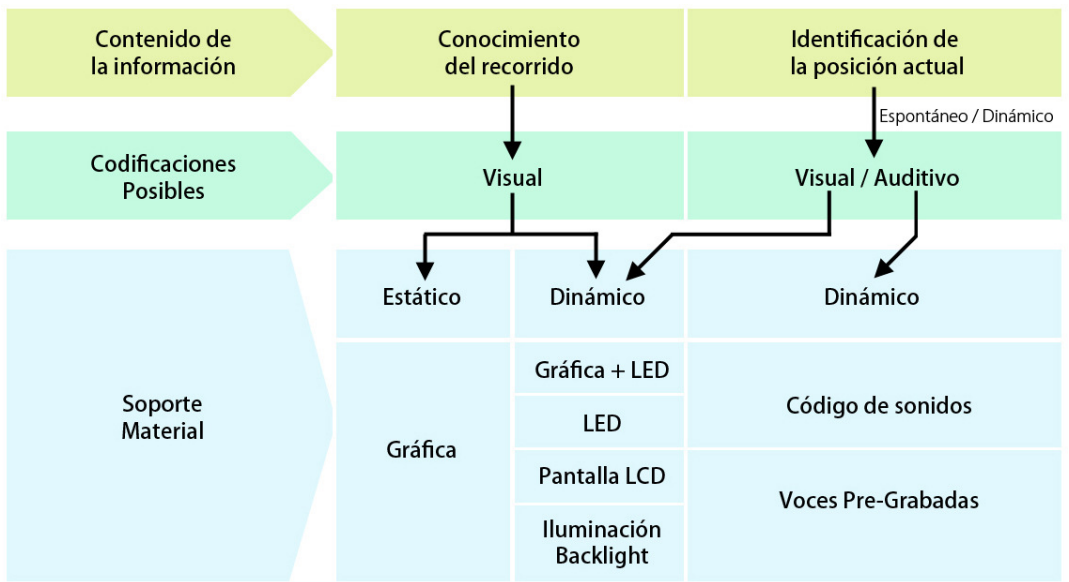 Contenido de
la información
Conocimiento
del recorrido
Identificación de
la posición actual
Espontáneo / Dinámico
Codificaciones
Posibles
Visual
Visual / Auditivo
Estático
Dinámico
Dinámico
Soporte
Material
Gráfica
Gráfica + LED
LED
Pantalla LCD
Iluminación
Backlight
Código de sonidos
Voces Pre-Grabadas